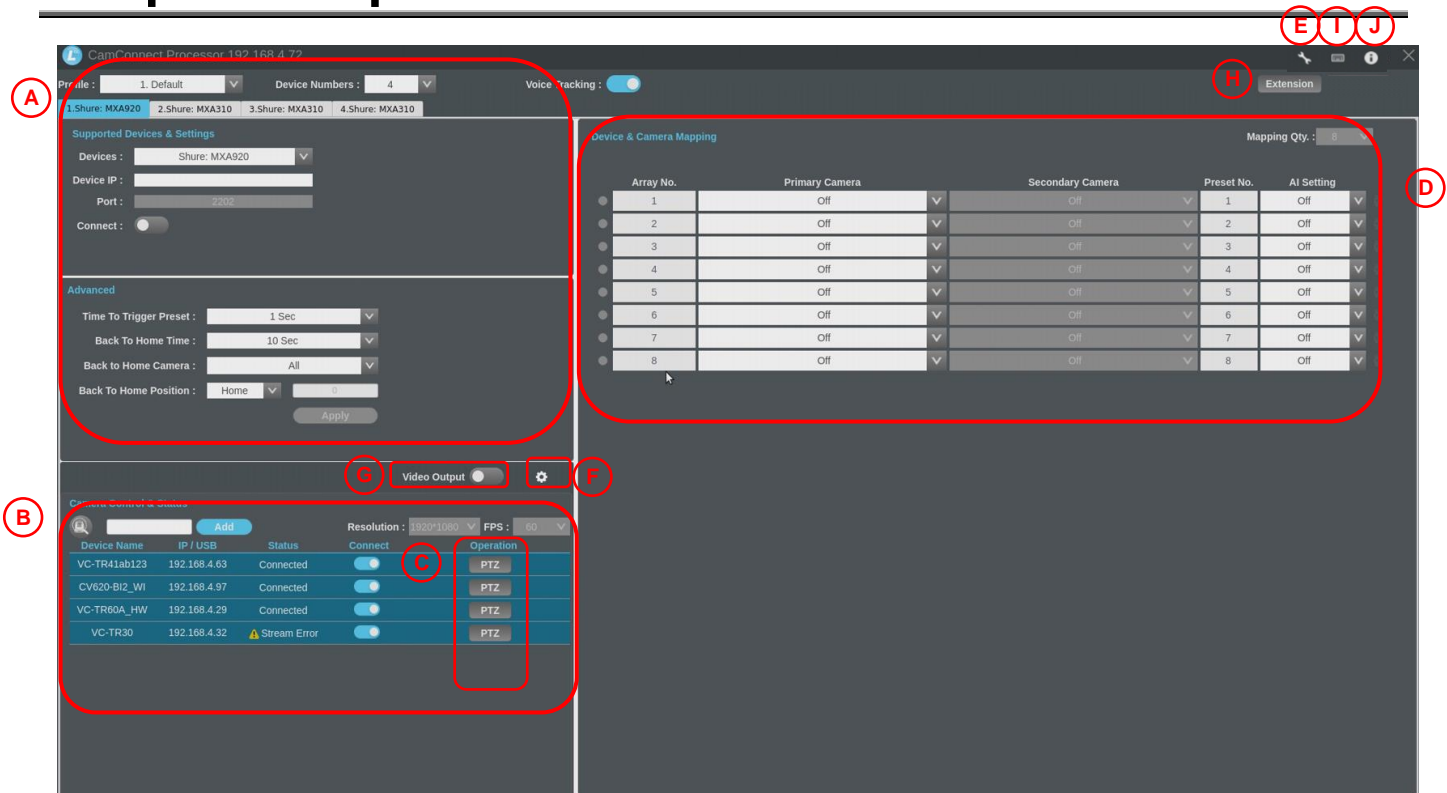 E I J
CamConnect Processor 192.168.4.72
A
Profile : 1. Default Device Numbers : 4 Voice Tracking : H Extension
1.Shure: MXA920 2.Shure: MXA310 3.Shure: MXA310 4.Shure: MXA310
Supported Devices & Settings
Devices : Shure: MXA920
Device IP :
Port : 2202
Connect :
Advanced
Time To Trigger Preset : 1 Sec
Back To Home Time : 10 Sec
Back to Home Camera : All
Back To Home Position : Home 0
Apply
Device & Camera Mapping Mapping Qty. : 8
D
Array No. Primary Camera Secondary Camera Preset No. AI Setting
1 Off Off 1 Off
2 Off Off 2 Off
3 Off Off 3 Off
4 Off Off 4 Off
5 Off Off 5 Off
6 Off Off 6 Off
7 Off Off 7 Off
8 Off Off 8 Off
G Video Output F
B
Camera Control & Status
Add Resolution : 1920*1080 FPS : 60
Device Name IP / USB Status Connect Operation
C
VC-TR41ab123 192.168.4.63 Connected PTZ
CV620-BI2_WI 192.168.4.97 Connected PTZ
VC-TR60A_HW 192.168.4.29 Connected PTZ
VC-TR30 192.168.4.32 Stream Error PTZ